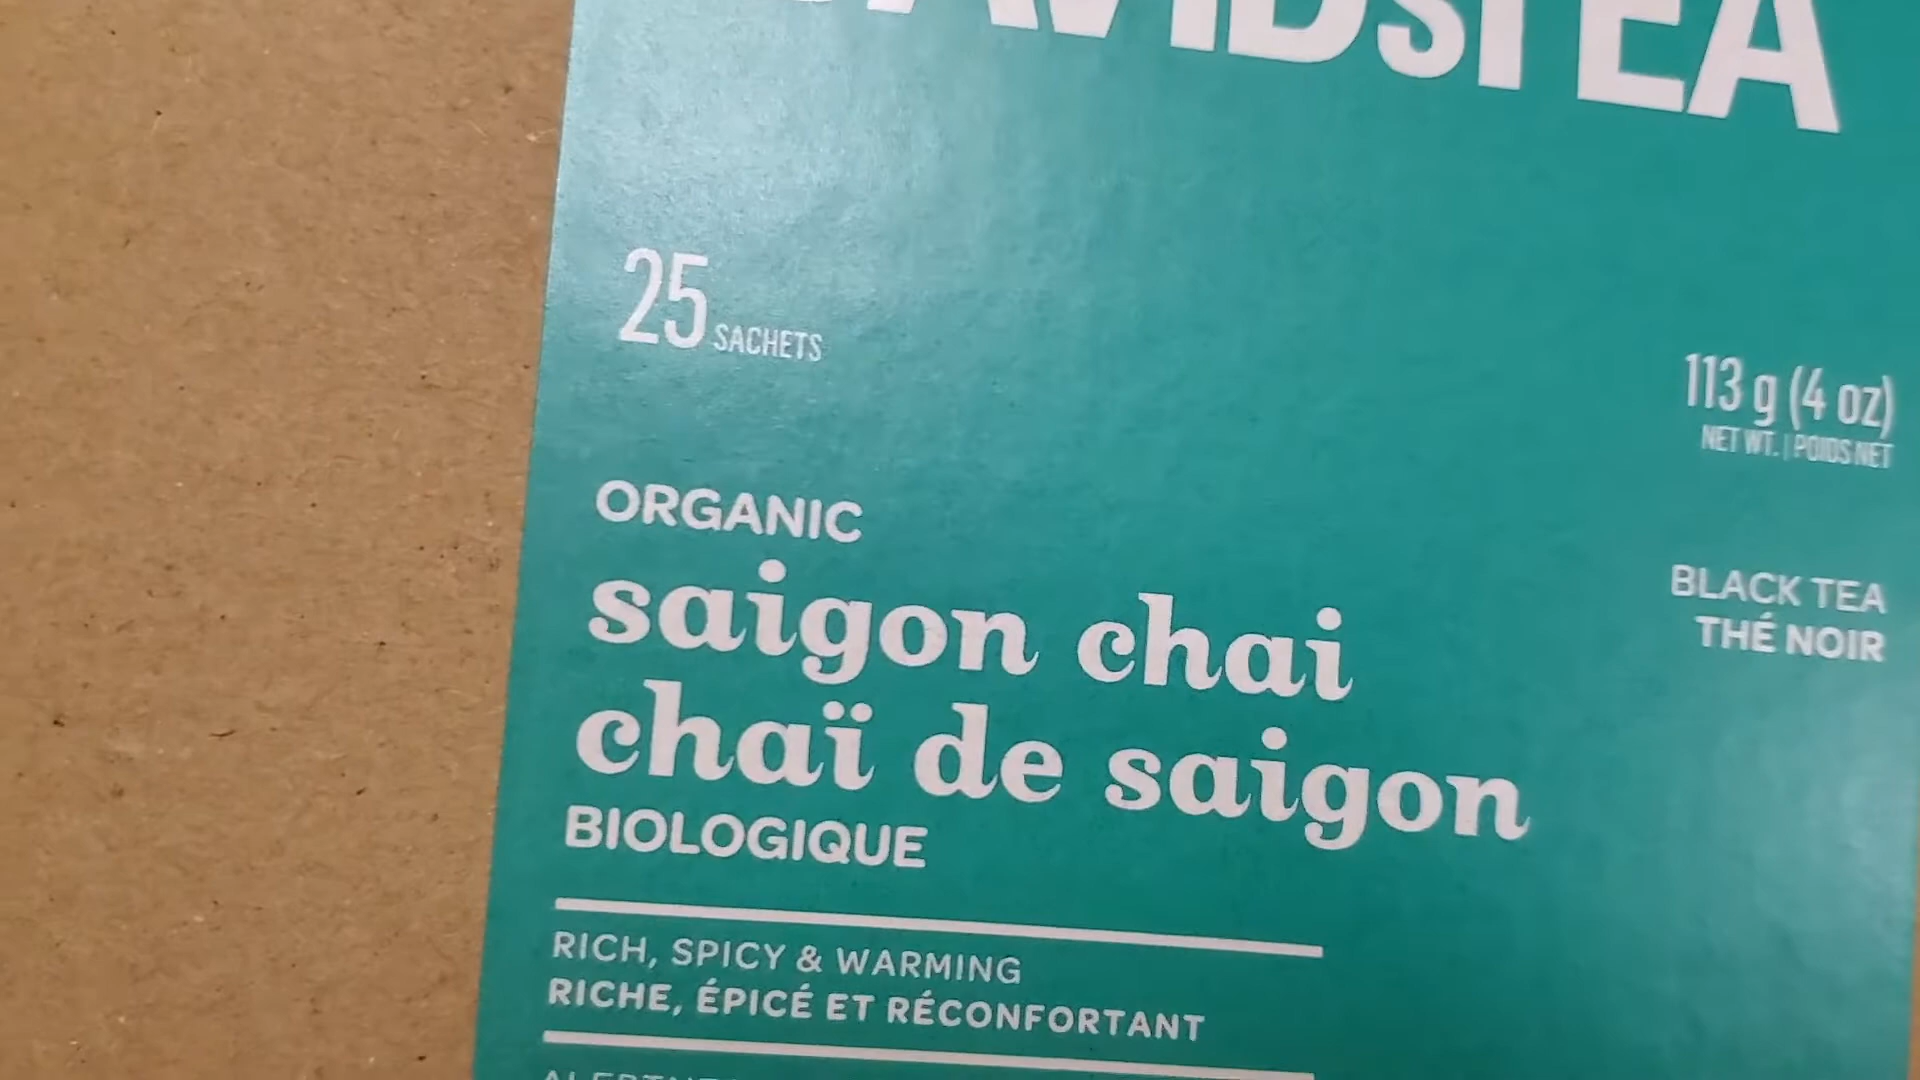 DAVIDsTEA
25 SACHETS
113 g (4 oz)
NET WT. | POIDS NET
ORGANIC
saigon chai
chaï de saigon
BIOLOGIQUE
BLACK TEA
THÉ NOIR
RICH, SPICY & WARMING
RICHE, ÉPICÉ ET RÉCONFORTANT